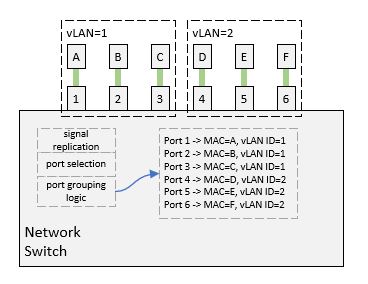 vLAN=1
vLAN=2
A
B
C
D
E
F
1
2
3
4
5
6
signal
replication
port selection
port grouping
logic
Port 1 -> MAC=A, vLAN ID=1
Port 2 -> MAC=B, vLAN ID=1
Port 3 -> MAC=C, vLAN ID=1
Port 4 -> MAC=D, vLAN ID=2
Port 5 -> MAC=E, vLAN ID=2
Port 6 -> MAC=F, vLAN ID=2
Network
Switch